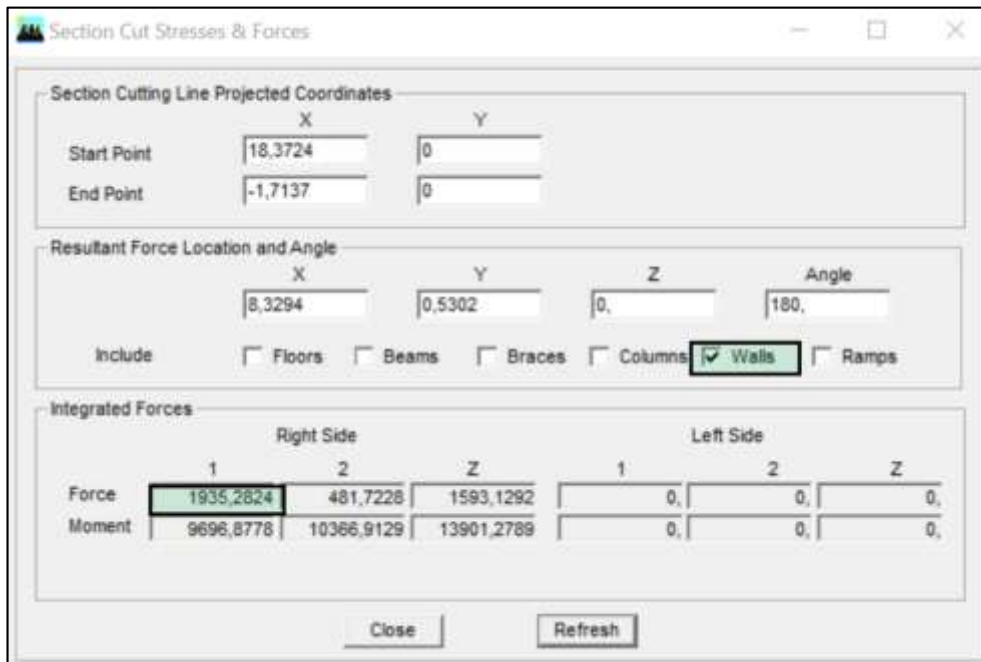 Section Cut Stresses & Forces
Section Cutting Line Projected Coordinates
X Y
Start Point 18,3724 0
End Point -1,7137 0
Resultant Force Location and Angle
X Y Z Angle
8,3294 0,5302 0, 180,
Include Floors Beams Braces Columns Walls Ramps
Integrated Forces
Right Side Left Side
1 2 Z 1 2 Z
Force 1935,2824 481,7228 1593,1292 0, 0, 0,
Moment 9696,8778 10366,9129 13901,2789 0, 0, 0,
Close Refresh